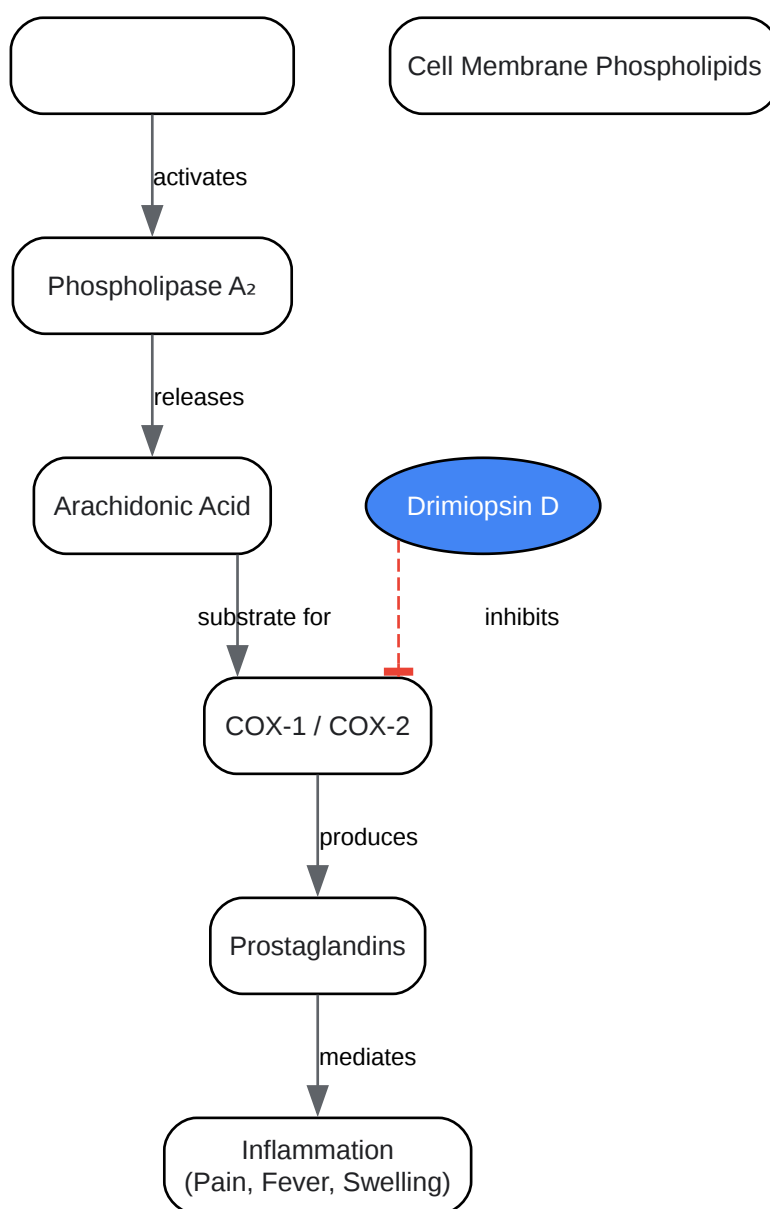 Cell Membrane Phospholipids
activates
Phospholipase A₂
releases
Arachidonic Acid
Drimiopsin D
substrate for
inhibits
COX-1 / COX-2
produces
Prostaglandins
mediates
Inflammation
(Pain, Fever, Swelling)